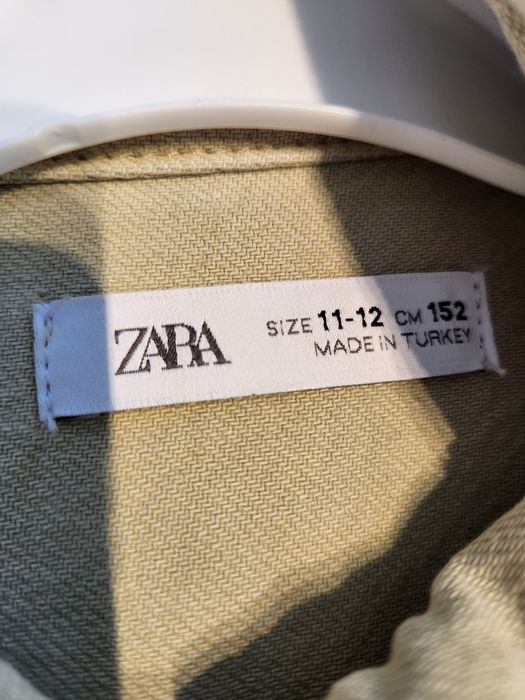 ZARA
SIZE 11-12 CM 152
MADE IN TURKEY